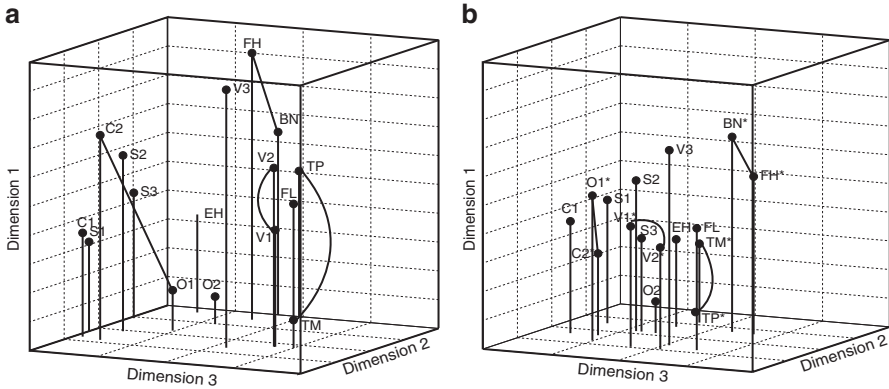 a
b
FH
V3
C2
BN
S2
V2
TP
S3
FL
EH
C1
S1
V1
O1
O2
TM
Dimension 1
Dimension 3
Dimension 2
BN*
V3
FH*
O1*
S2
S1
C1
V1*
S3
EH
FL
TM*
C2*
V2*
O2
TP*
Dimension 1
Dimension 3
Dimension 2